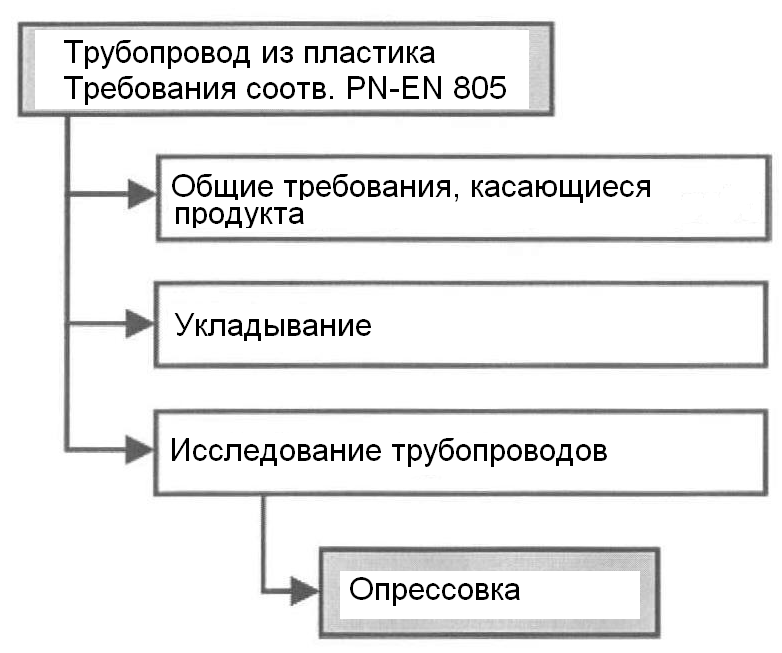 Трубопровод из пластика
Требования соотв. PN-EN 805
Общие требования, касающиеся
продукта
Укладывание
Исследование трубопроводов
Опрессовка